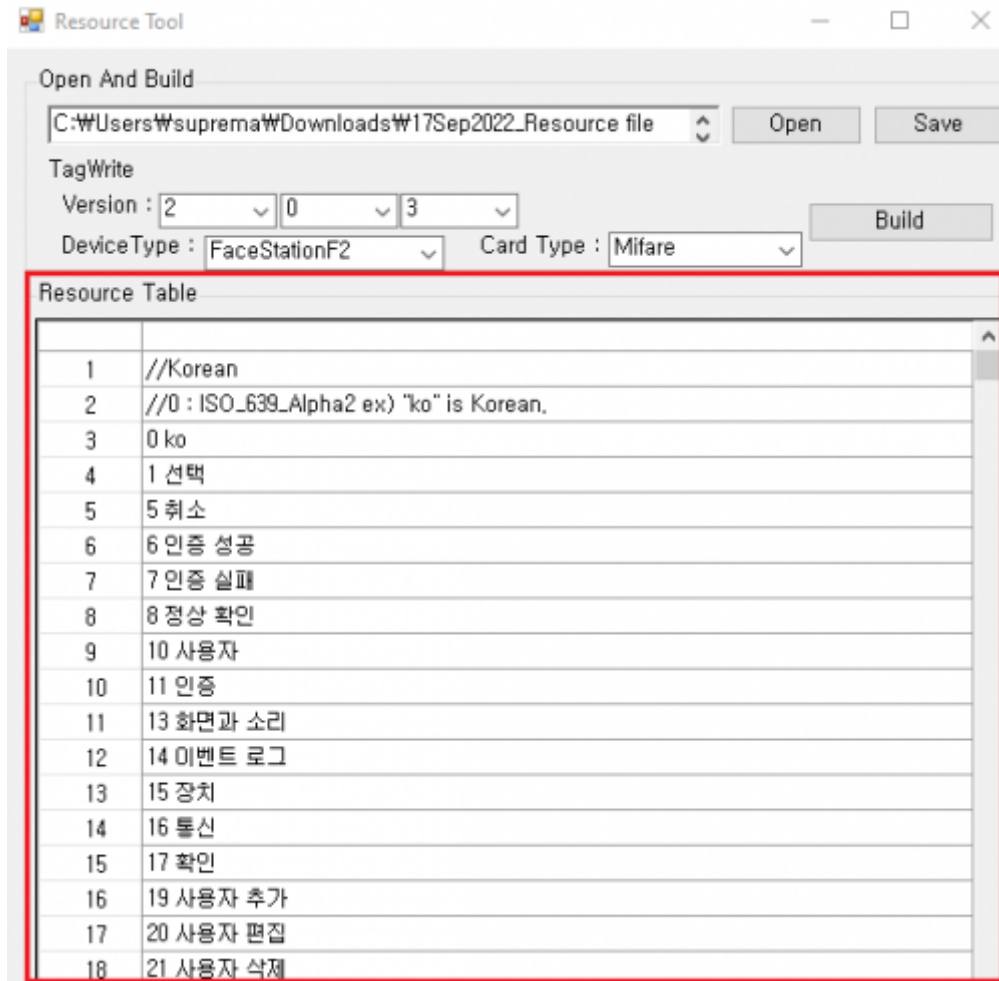 Resource Tool
Open And Build
C:₩Users₩suprema₩Downloads₩17Sep2022_Resource file
Open
Save
TagWrite
Version : 2 0 3
Build
DeviceType : FaceStationF2
Card Type : Mifare
Resource Table
1 //Korean
2 //0 : ISO_639_Alpha2 ex) "ko" is Korean.
3 0 ko
4 1 선택
5 5 취소
6 6 인증 성공
7 7 인증 실패
8 8 정상 확인
9 10 사용자
10 11 인증
11 13 화면과 소리
12 14 이벤트 로그
13 15 장치
14 16 통신
15 17 확인
16 19 사용자 추가
17 20 사용자 편집
18 21 사용자 삭제